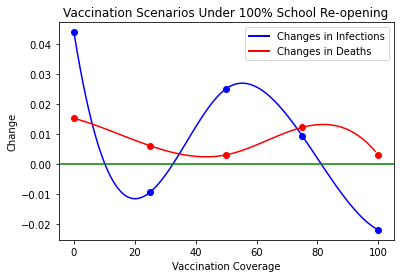 Vaccination Scenarios Under 100% School Re-opening
Changes in Infections
Changes in Deaths
0.04
0.03
0.02
0.01
0.00
−0.01
−0.02
Change
0 20 40 60 80 100
Vaccination Coverage